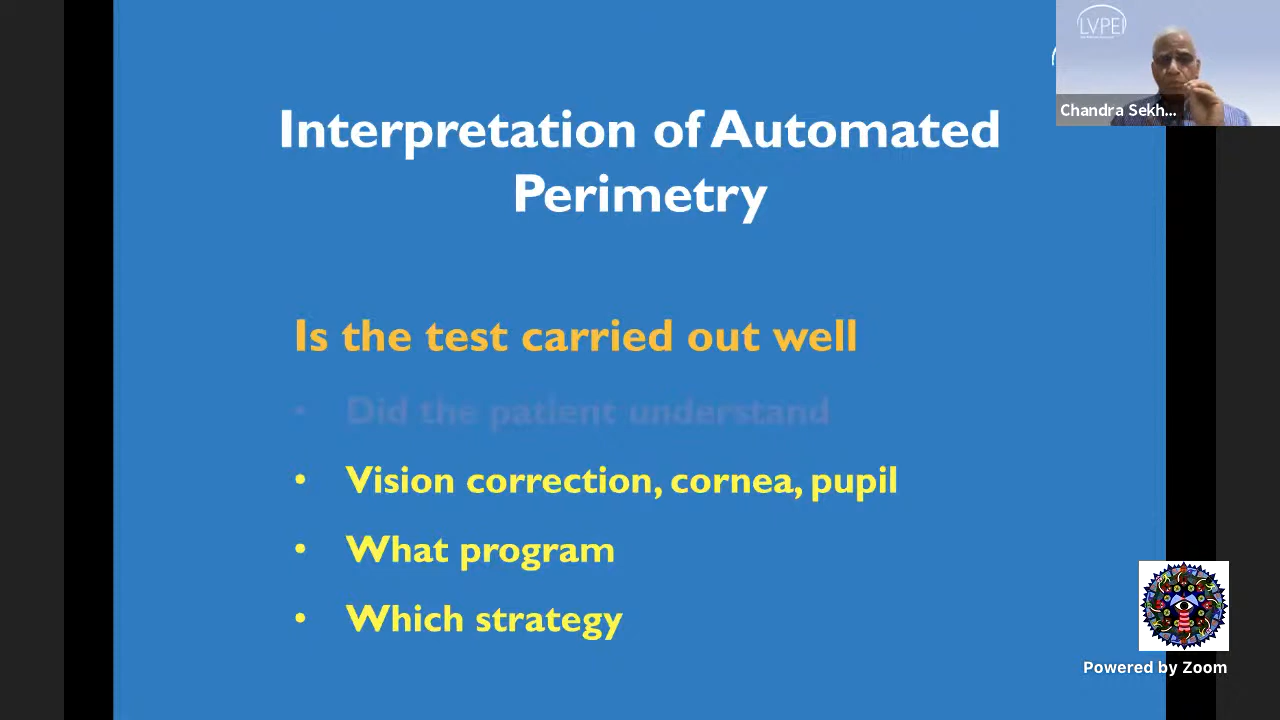 LVPEI
Chandra Sekh...
Interpretation of Automated
Perimetry
Is the test carried out well
• Did the patient understand
• Vision correction, cornea, pupil
• What program
• Which strategy
Powered by Zoom